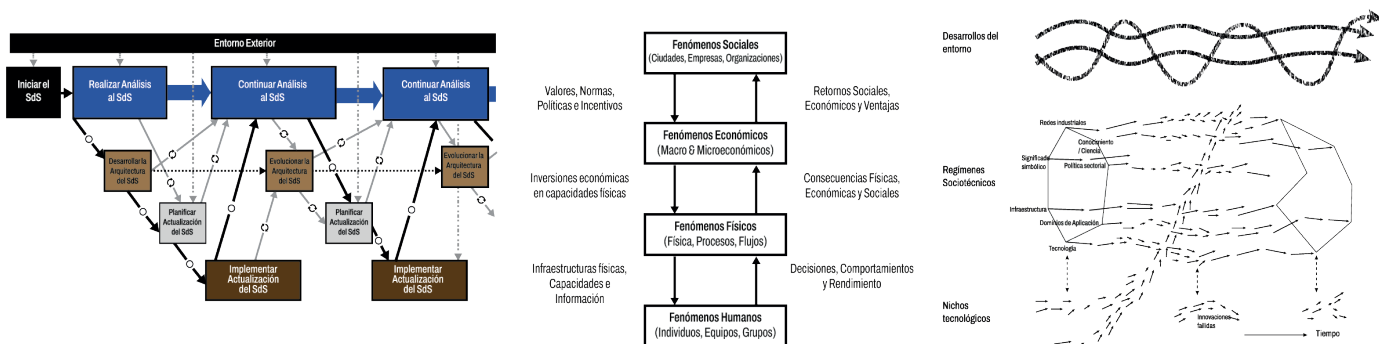 Entorno Exterior
Iniciar el
SdS
Realizar Análisis
al SdS
Continuar Análisis
al SdS
Continuar Análisis
al SdS
Desarrollar la
Arquitectura
del SdS
Evolucionar la
Arquitectura
del SdS
Evolucionar la
Arquitectura
del SdS
Planificar
Actualización
del SdS
Planificar
Actualización
del SdS
Implementar
Actualización
del SdS
Implementar
Actualización
del SdS
Fenómenos Sociales
(Ciudades, Empresas, Organizaciones)
Valores, Normas,
Políticas e Incentivos
Retornos Sociales,
Económicos y Ventajas
Fenómenos Económicos
(Macro & Microeconómicos)
Inversiones económicas
en capacidades físicas
Consecuencias Físicas,
Económicas y Sociales
Fenómenos Físicos
(Física, Procesos, Flujos)
Infraestructuras físicas,
Capacidades e
Información
Decisiones, Comportamientos
y Rendimiento
Fenómenos Humanos
(Individuos, Equipos, Grupos)
Desarrollos del
entorno
Regímenes
Sociotécnicos
Redes industriales
Conocimiento
/ Ciencia
Significado
simbólico
Política sectorial
Infraestructura
Dominios de Aplicación
Tecnología
Nichos
tecnológicos
Innovaciones
fallidas
Tiempo